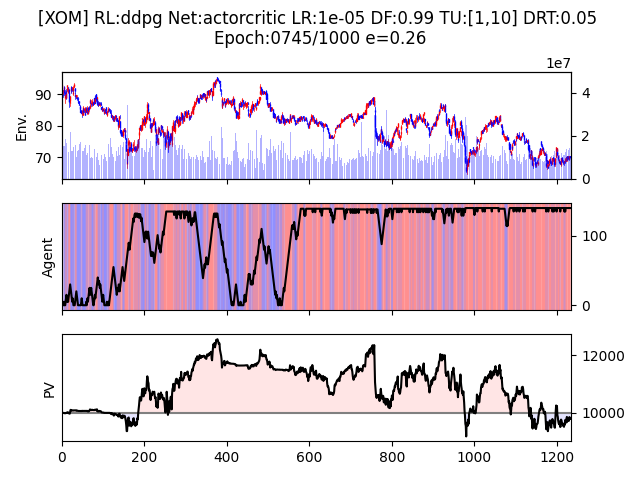 [XOM] RL:ddpg Net:actorcritic LR:1e-05 DF:0.99 TU:[1,10] DRT:0.05
Epoch:0745/1000 e=0.26
1e7
90
80
70
Env.
4
2
0
Agent
100
0
PV
12000
10000
0 200 400 600 800 1000 1200